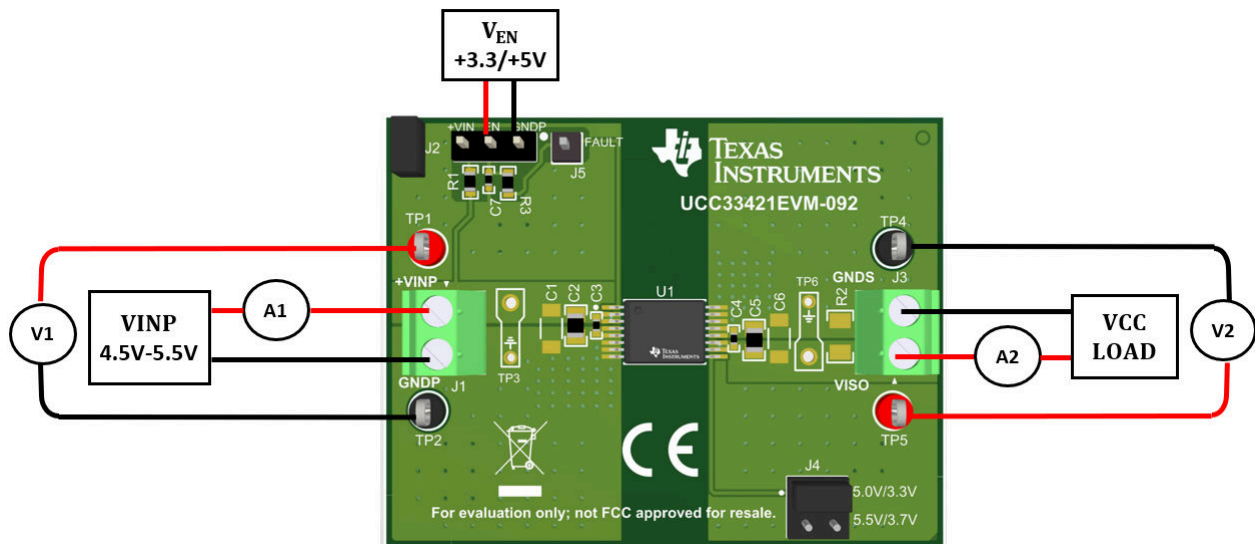 V_EN
+3.3/+5V
+VIN EN GNDP
J2
FAULT
J5
R1
C7
R3
TEXAS
INSTRUMENTS
UCC33421EVM-092
TP1
TP4
+VINP
GNDS
J3
V1
VINP
4.5V-5.5V
A1
C1
C2
C3
U1
TEXAS
INSTRUMENTS
C4
C5
C6
TP6
R2
VCC
LOAD
A2
V2
TP3
J1
GNDP
VISO
TP2
TP5
CE
J4
5.0V/3.3V
5.5V/3.7V
For evaluation only; not FCC approved for resale.